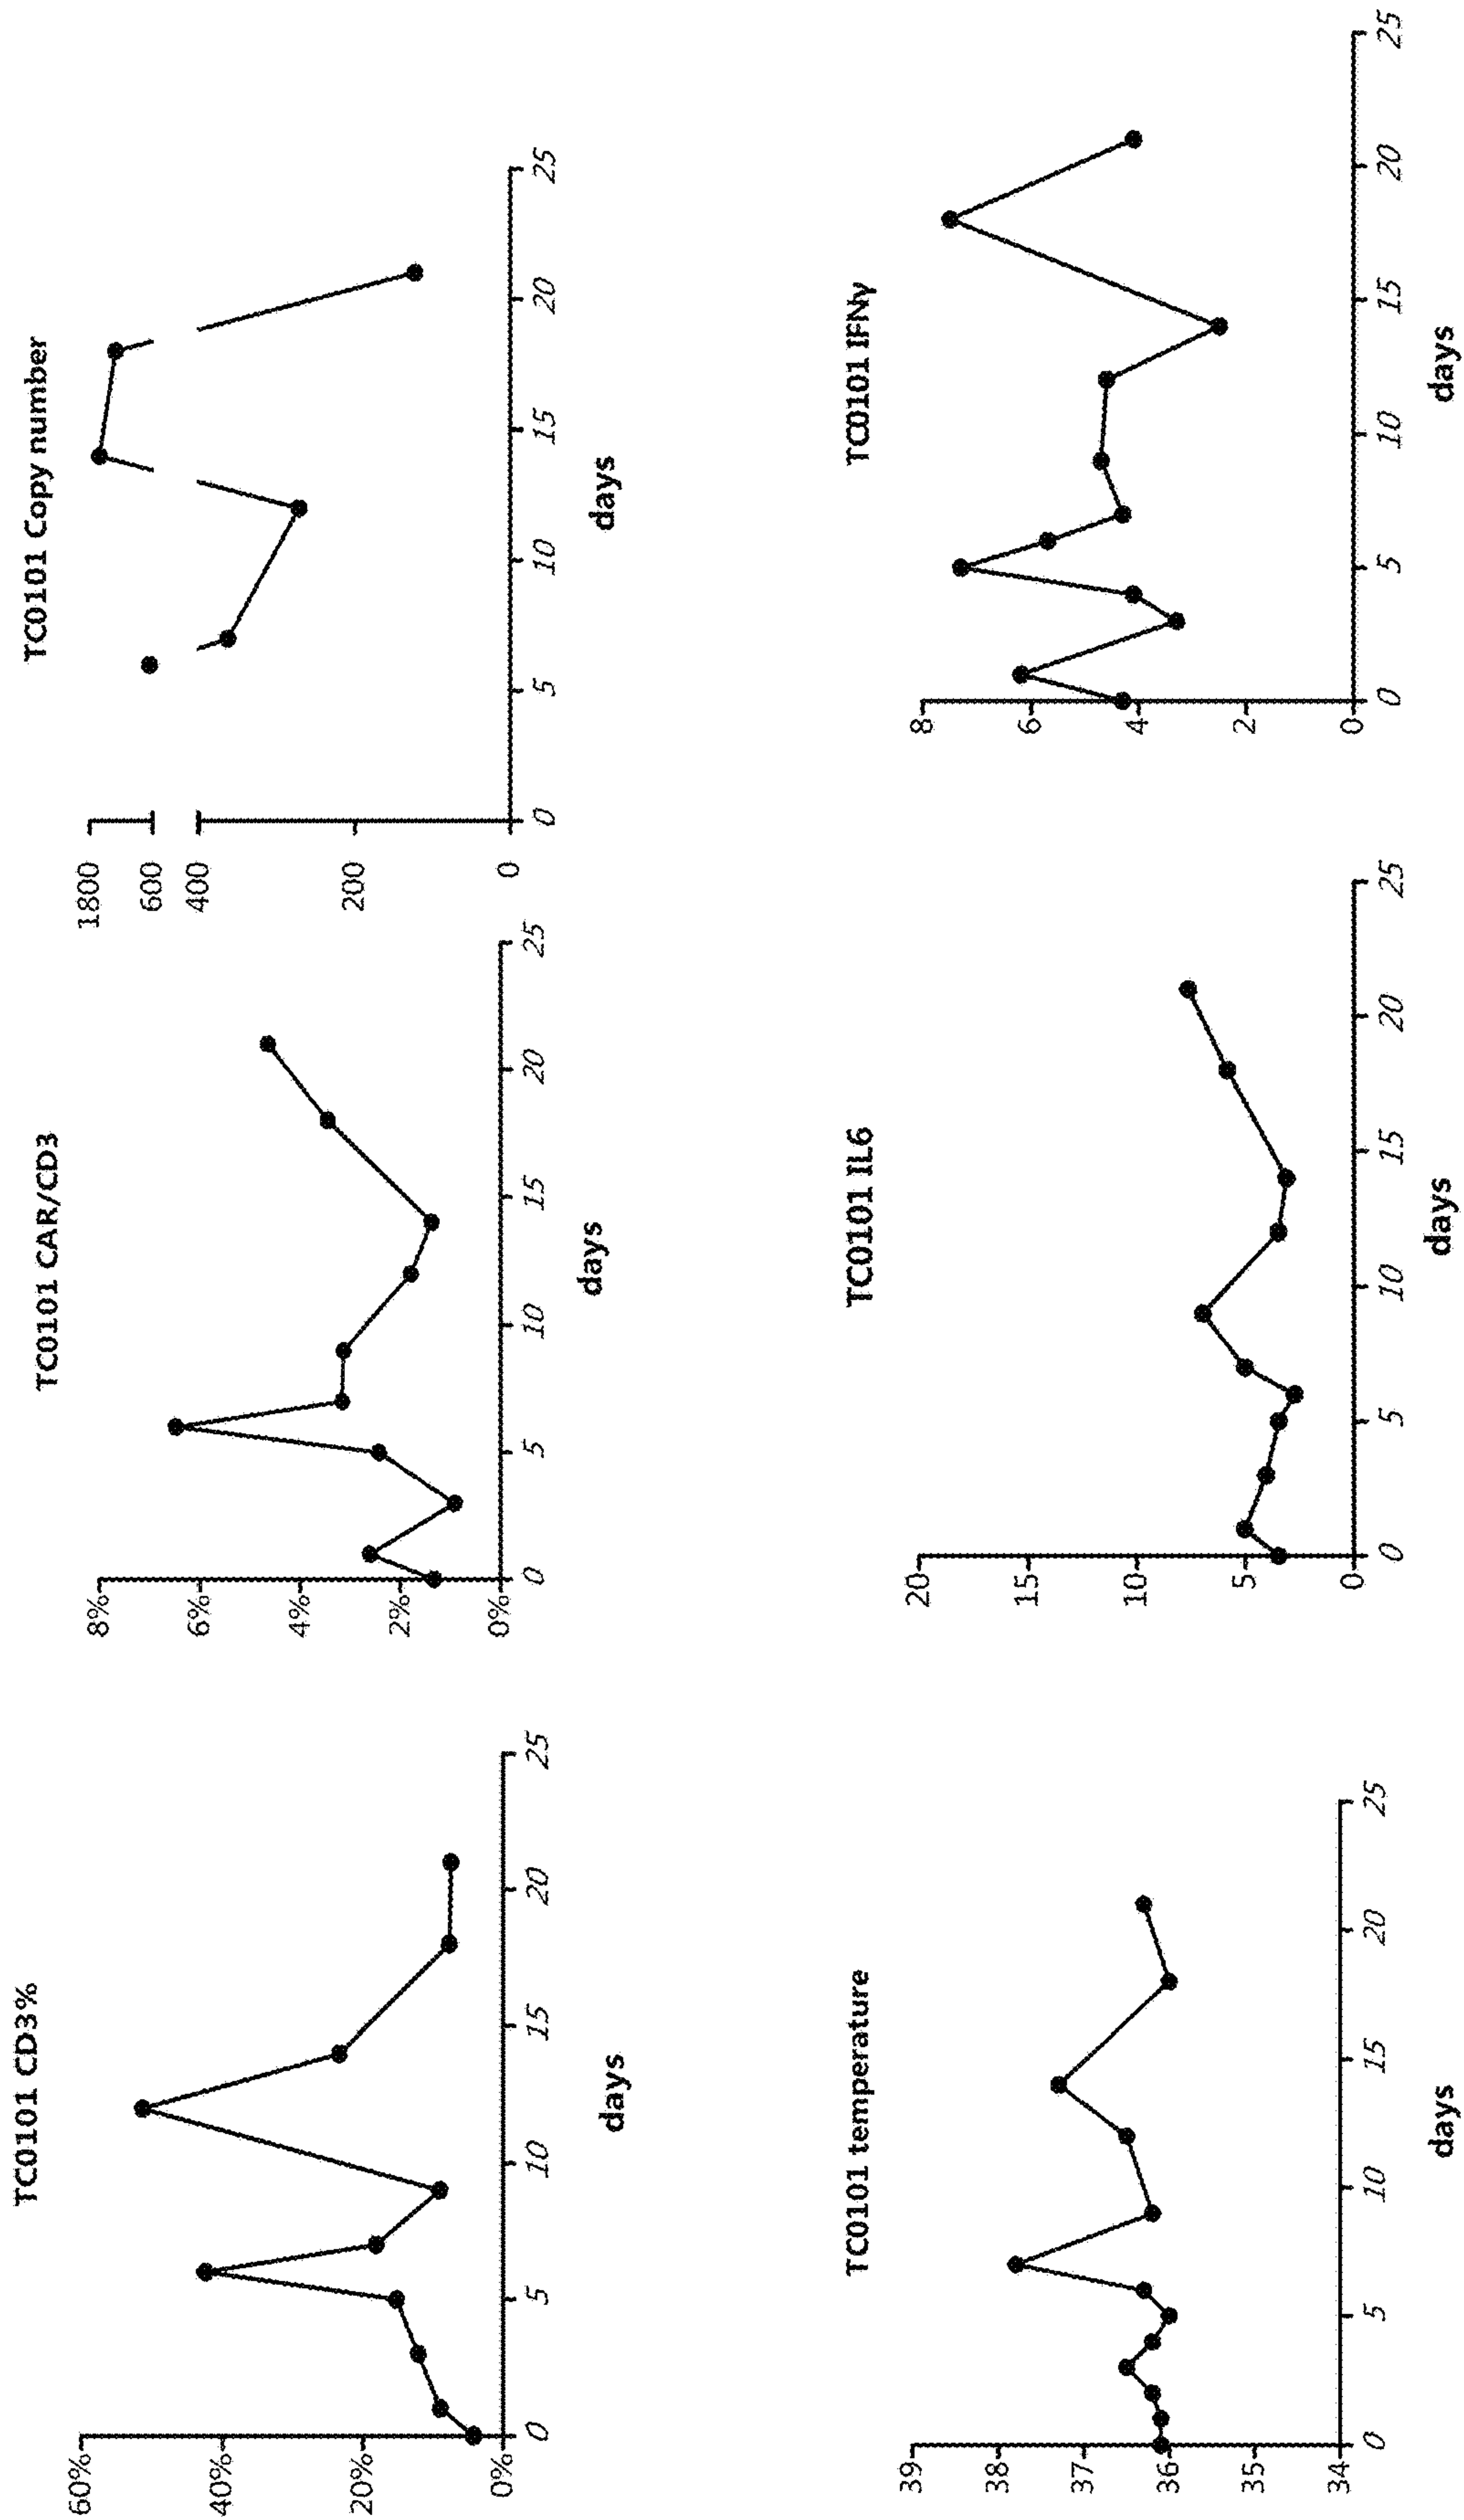 TC0101 CD3%
60%
40%
20%
0%
0 5 10 15 20 25
days
TC0101 CAR/CD3
8%
6%
4%
2%
0%
0 5 10 15 20 25
days
TC0101 Copy number
1800
600
400
200
0
0 5 10 15 20 25
days
TC0101 temperature
39
38
37
36
35
34
0 5 10 15 20 25
days
TC0101 IL6
20
15
10
5
0
0 5 10 15 20 25
days
TC0101 IFNγ
8
6
4
2
0
0 5 10 15 20 25
days